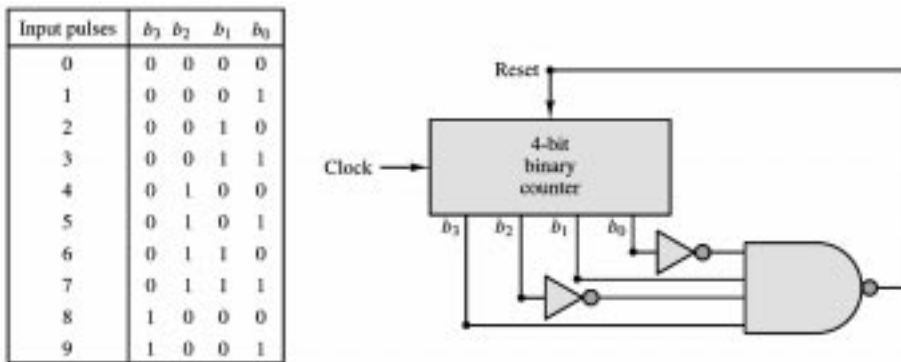 Input pulses b3 b2 b1 b0
0 0 0 0 0
1 0 0 0 1
2 0 0 1 0
3 0 0 1 1
4 0 1 0 0
5 0 1 0 1
6 0 1 1 0
7 0 1 1 1
8 1 0 0 0
9 1 0 0 1
Reset
4-bit
binary
counter
Clock
b3 b2 b1 b0